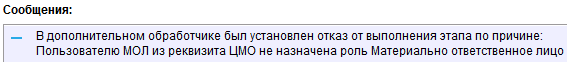 Сообщения:
В дополнительном обработчике был установлен отказ от выполнения этапа по причине:
Пользователю МОЛ из реквизита ЦМО не назначена роль Материально ответственное лицо